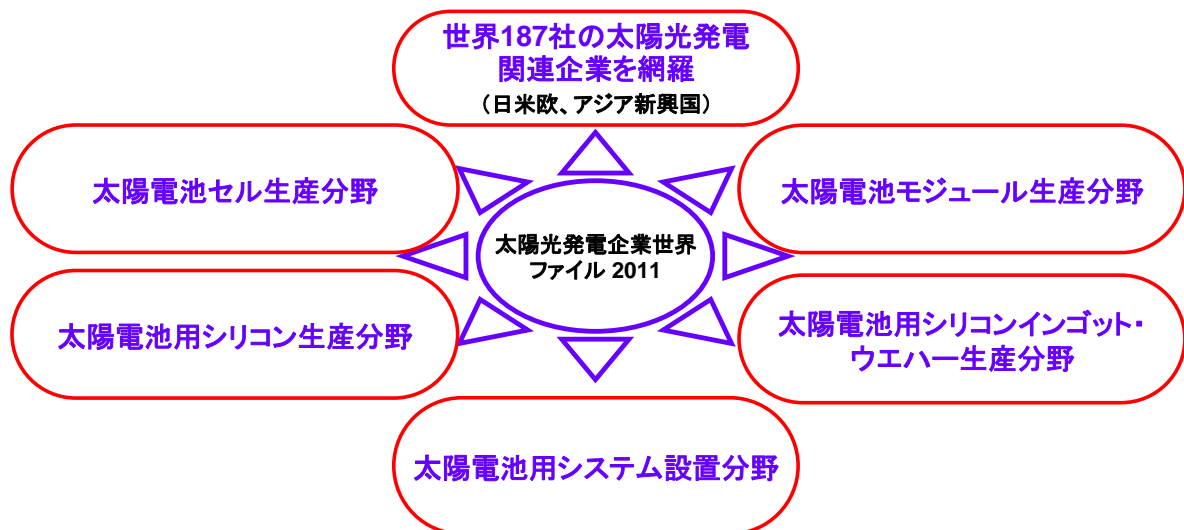 世界187社の太陽光発電
関連企業を網羅
（日米欧、アジア新興国）
太陽電池セル生産分野
太陽電池モジュール生産分野
太陽光発電企業世界
ファイル 2011
太陽電池用シリコン生産分野
太陽電池用シリコンインゴット・
ウエハー生産分野
太陽電池用システム設置分野